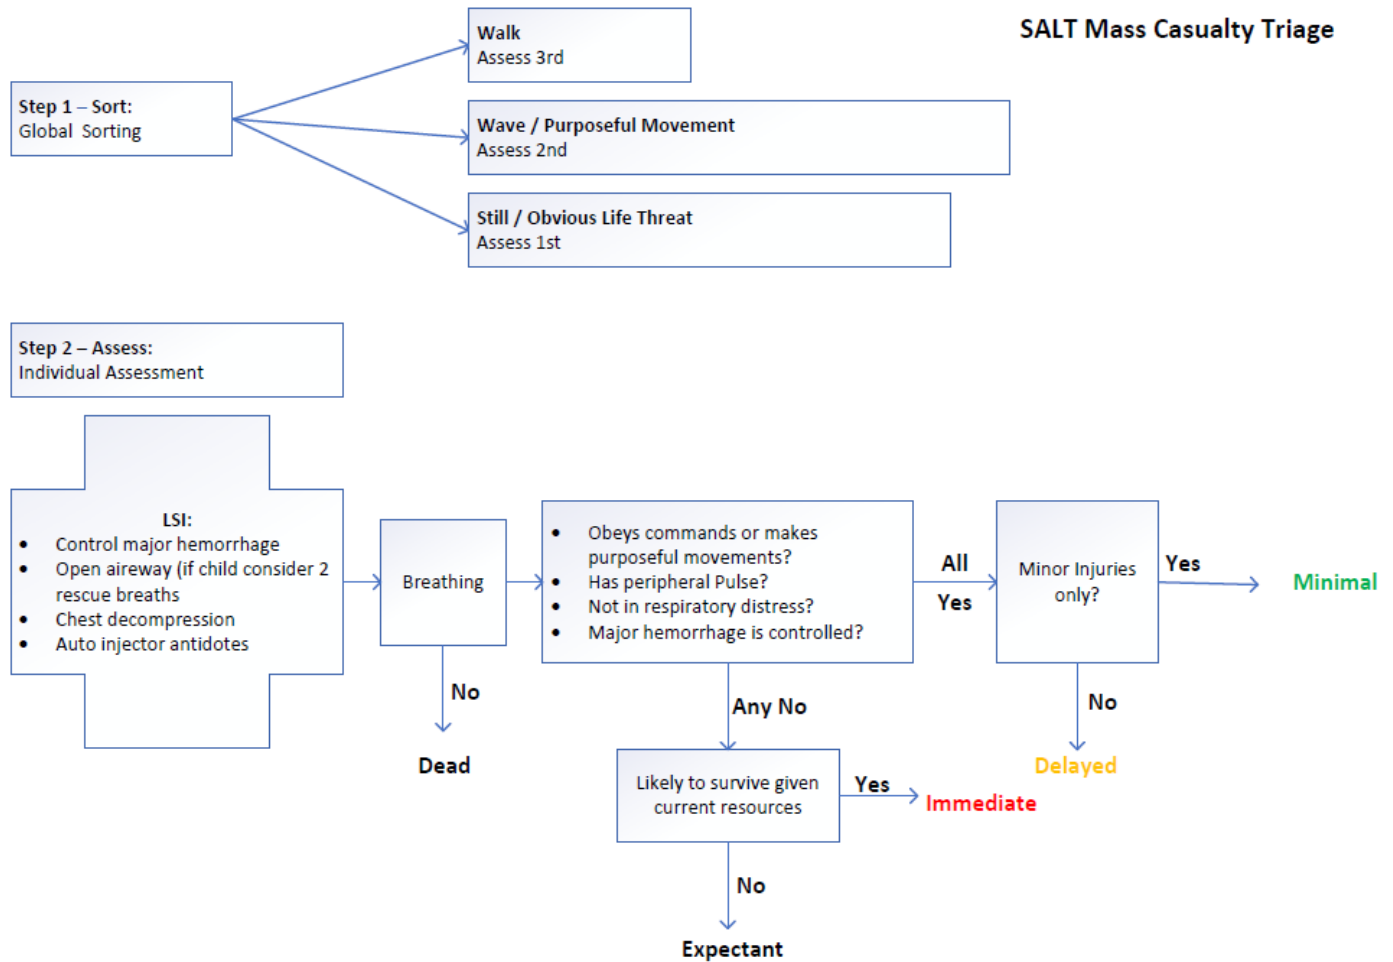 SALT Mass Casualty Triage
Step 1 – Sort:
Global Sorting
Walk
Assess 3rd
Wave / Purposeful Movement
Assess 2nd
Still / Obvious Life Threat
Assess 1st
Step 2 – Assess:
Individual Assessment
LSI:
• Control major hemorrhage
• Open aireway (if child consider 2
rescue breaths
• Chest decompression
• Auto injector antidotes
Breathing
No
Dead
• Obeys commands or makes
purposeful movements?
• Has peripheral Pulse?
• Not in respiratory distress?
• Major hemorrhage is controlled?
All
Yes
Minor Injuries
only?
Yes
Minimal
No
Delayed
Any No
Likely to survive given
current resources
Yes
Immediate
No
Expectant